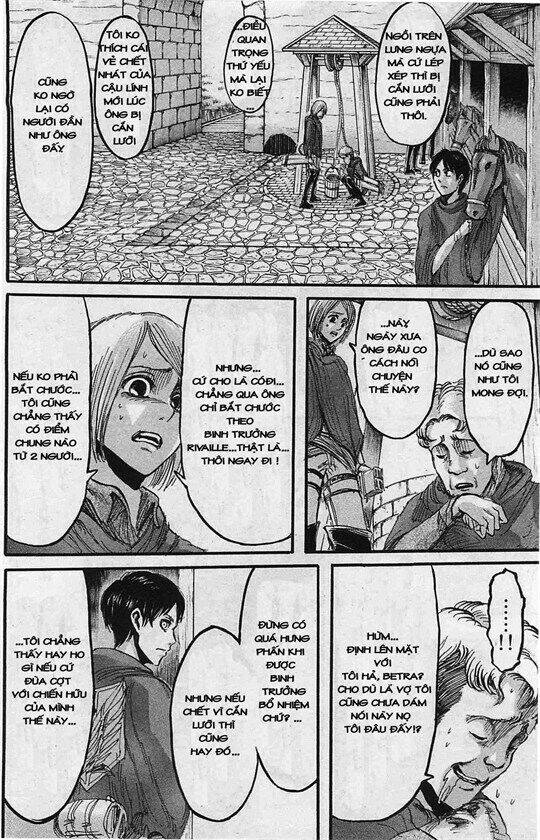 NGỒI TRÊN
LƯNG NGỰA
MÀ CỨ LÉP
XÉP THÌ BỊ
CẮN LƯỠI
CŨNG PHẢI
THÔI.
...ĐIỀU
QUAN
TRỌNG
THỨ YẾU
MÀ LẠI
KO BIẾT
...
TÔI KO
THÍCH CÁI
VẺ CHẾT
NHẤT CỦA
CẬU LÍNH
MỚI LÚC
ÔNG BỊ
CẮN
LƯỠI
CŨNG
KO NGỜ
LẠI CÓ
NGƯỜI ĐẦN
NHƯ ÔNG
ĐẤY
...DÙ SAO
NÓ CŨNG
NHƯ TÔI
MONG ĐỢI.
...NÀY,
NGÀY XƯA
ÔNG ĐÂU CO
CÁCH NÓI
CHUYỆN
THẾ NÀY?
NHƯNG...
CỨ CHO LÀ CÓĐI...
CHẲNG QUA ÔNG
CHỈ BẮT CHƯỚC
THEO
BINH TRƯỞNG
RIVAILLE...THẬT LÀ...
THÔI NGAY ĐI !
NẾU KO PHẢI
BẮT CHƯỚC...
TÔI CŨNG
CHẲNG THẤY
CÓ ĐIỂM
CHUNG NÀO
TỪ 2 NGƯỜI...
......!!
HỪM...
ĐỊNH LÊN MẶT
VỚI
TÔI HẢ, BETRA?
CHO DÙ LÀ VỢ TÔI
CŨNG CHƯA DÁM
NÓI NÀY NỌ
TÔI ĐÂU ĐẤY!?
ĐỪNG CÓ
QUÁ HƯNG
PHẤN KHI
ĐƯỢC
BINH
TRƯỞNG
BỔ NHIỆM
CHỨ? ...
NHƯNG NẾU
CHẾT VÌ CẮN
LƯỠI THÌ
CŨNG
HAY ĐÓ...
...TÔI CHẲNG
THẤY HAY HO
GÌ NẾU CỨ
ĐÙA CỢT
VỚI CHIẾN HỮU
CỦA MÌNH
THẾ NÀY...